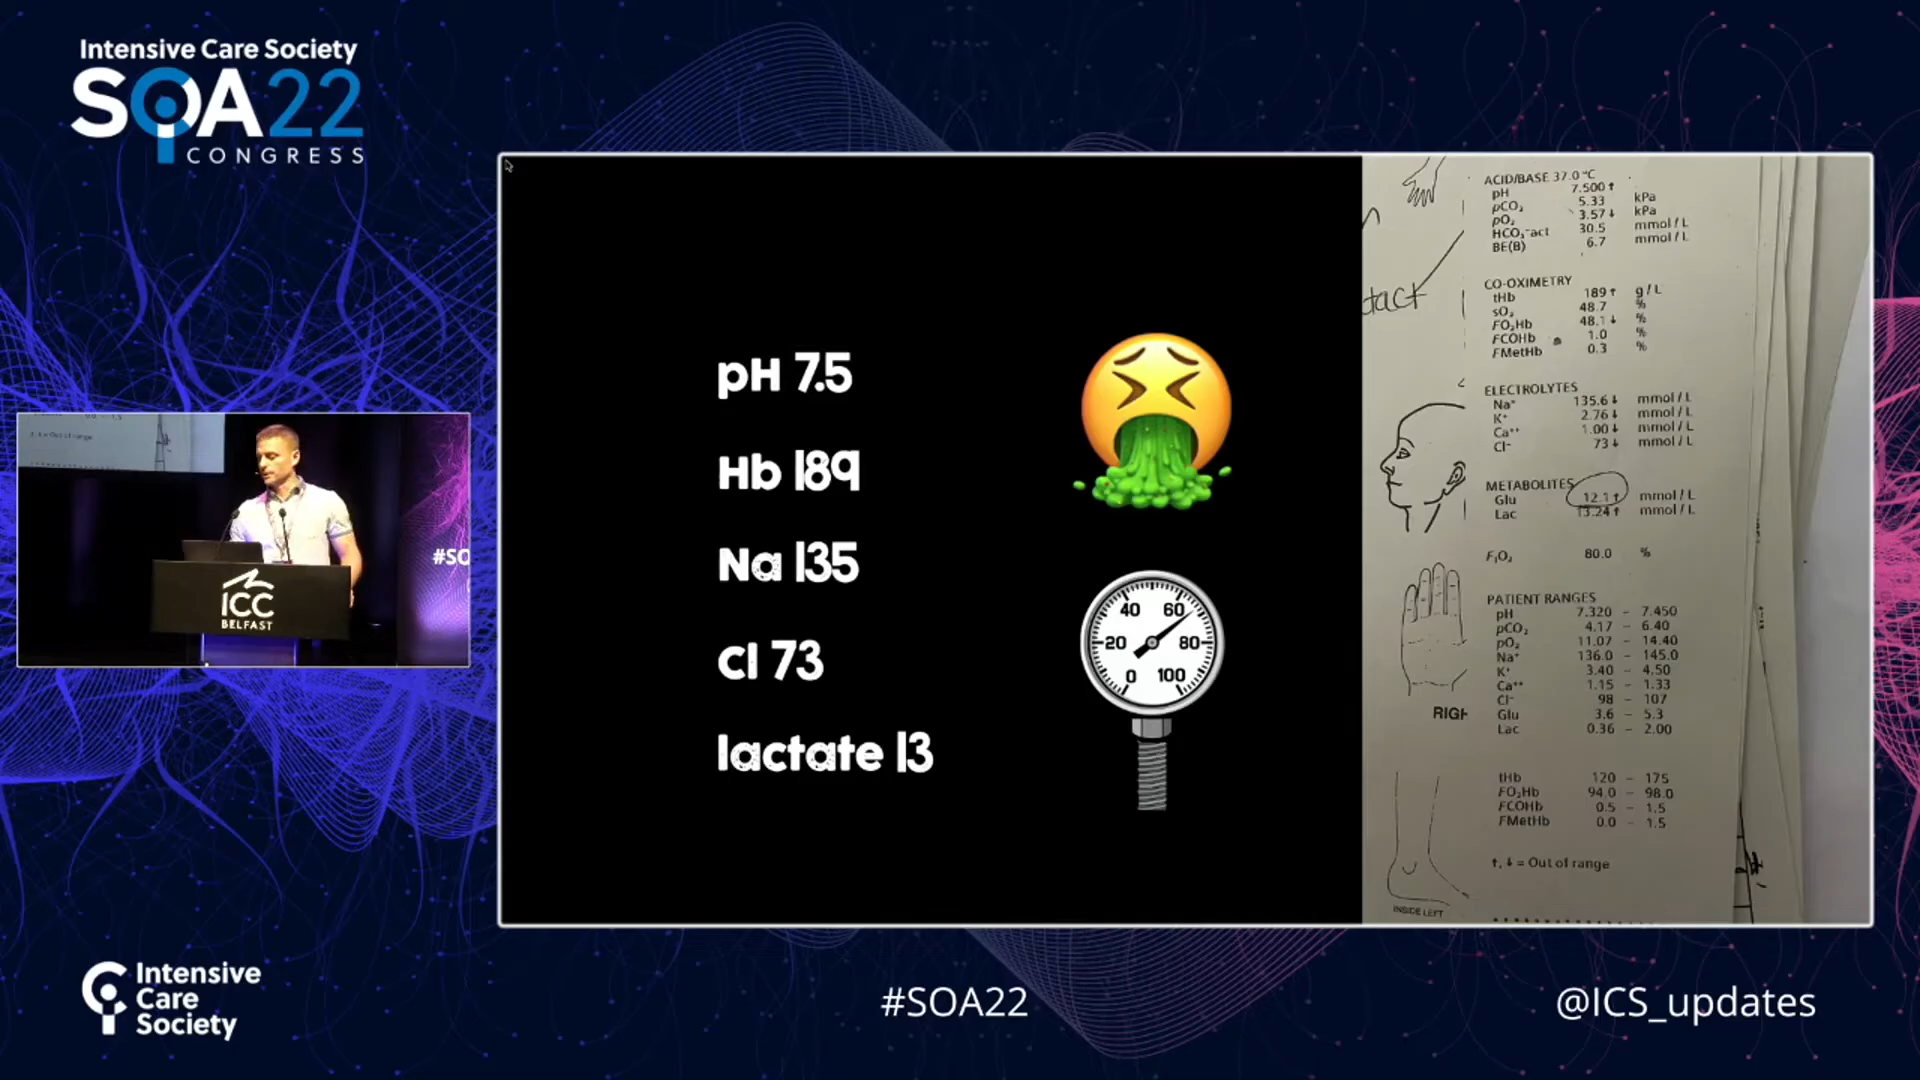 Intensive Care Society
SOA22
CONGRESS
#SO
ICC
BELFAST
pH 7.5
Hb 189
Na 135
Cl 73
lactate 13
40 60
20 80
0 100
tact
RIGH
INSIDE LEFT
ACID/BASE 37.0 °C
pH 7.500 ↑
pCO₂ 5.33 kPa
pO₂ 3.57 ↓ kPa
HCO₃⁻act 30.5 mmol / L
BE(B) 6.7 mmol / L
CO-OXIMETRY
tHb 189 ↑ g / L
sO₂ 48.7 %
FO₂Hb 48.1 ↓ %
FCOHb 1.0 %
FMetHb 0.3 %
ELECTROLYTES
Na⁺ 135.6 ↓ mmol / L
K⁺ 2.76 ↓ mmol / L
Ca⁺⁺ 1.00 ↓ mmol / L
Cl⁻ 73 ↓ mmol / L
METABOLITES
Glu 12.1 ↑ mmol / L
Lac 13.24 ↑ mmol / L
FIO₂ 80.0 %
PATIENT RANGES
pH 7.320 – 7.450
pCO₂ 4.17 – 6.40
pO₂ 11.07 – 14.40
Na⁺ 136.0 – 145.0
K⁺ 3.40 – 4.50
Ca⁺⁺ 1.15 – 1.33
Cl⁻ 98 – 107
Glu 3.6 – 5.3
Lac 0.36 – 2.00
tHb 120 – 175
FO₂Hb 94.0 – 98.0
FCOHb 0.5 – 1.5
FMetHb 0.0 – 1.5
↑, ↓ = Out of range
Intensive
Care
Society
#SOA22
@ICS_updates